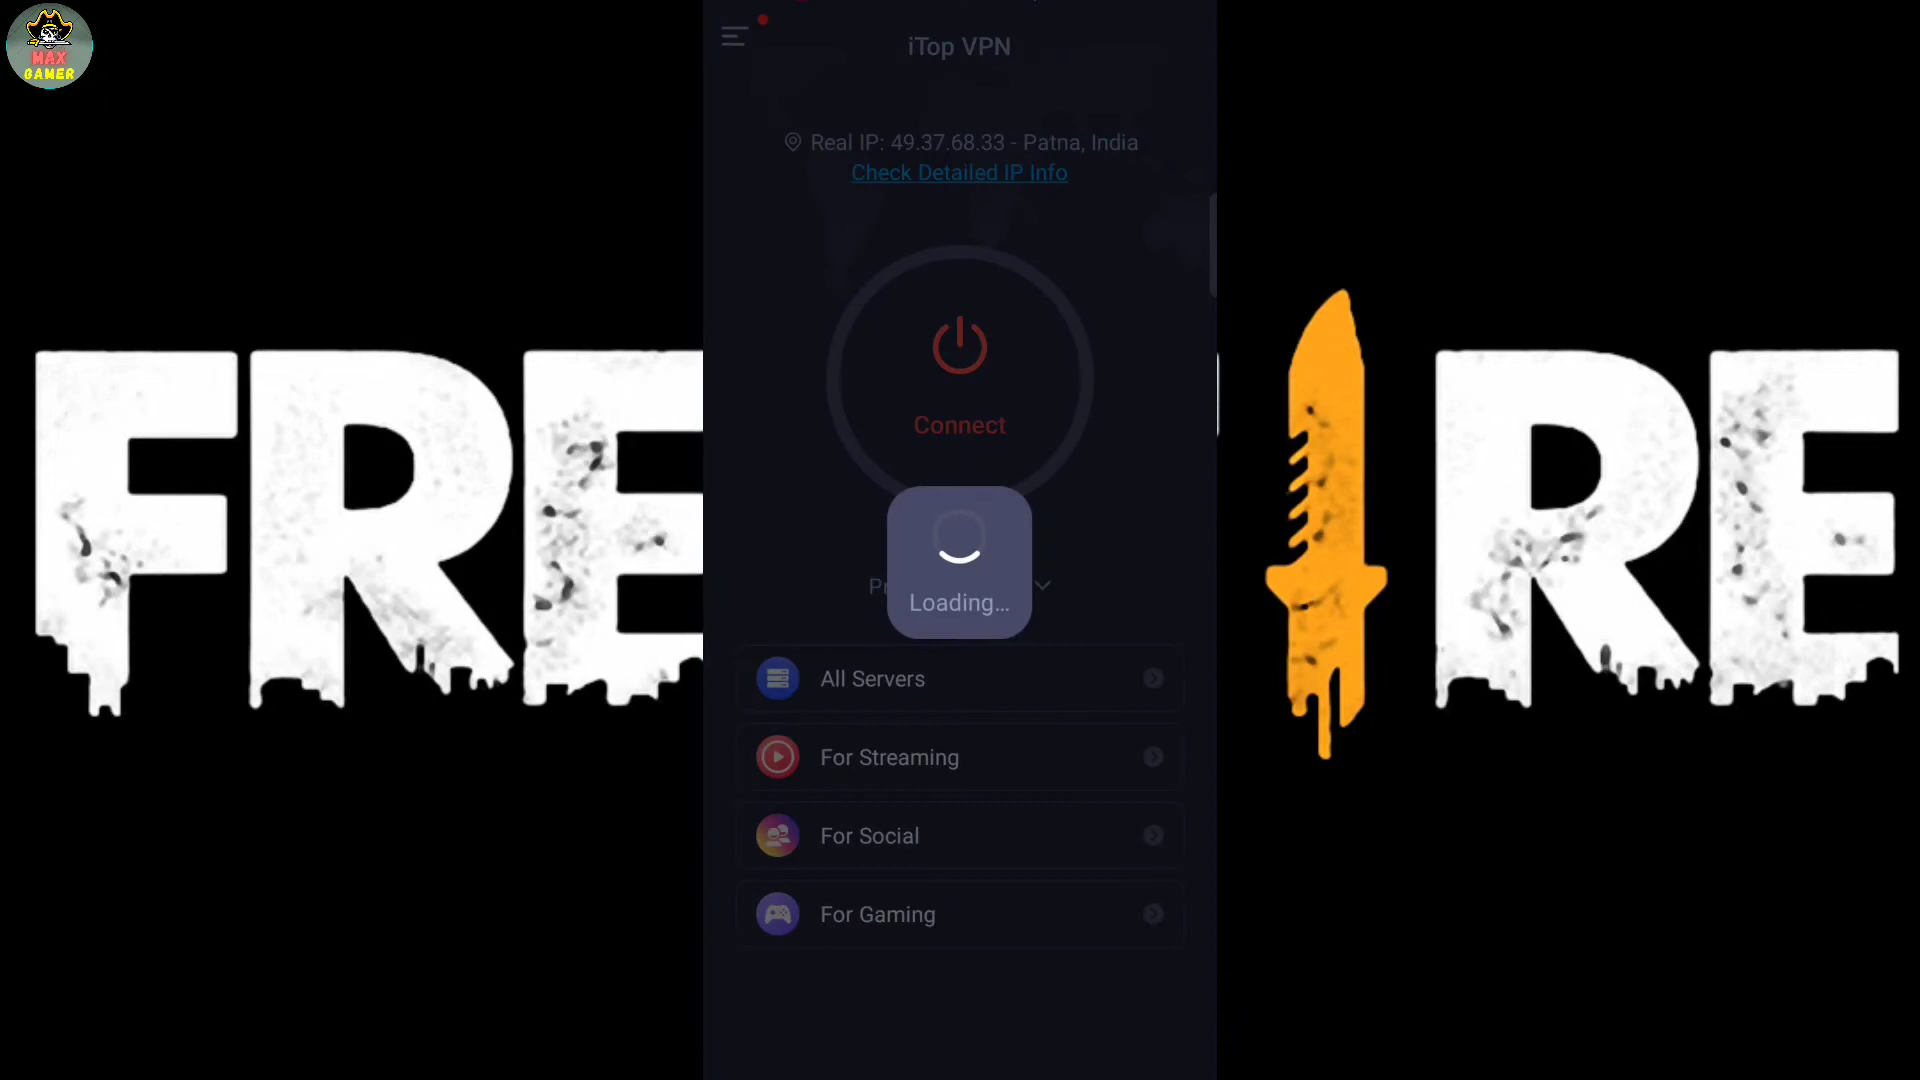 MAX
GAMER
iTop VPN
Real IP: 49.37.68.33 - Patna, India
Check Detailed IP Info
Connect
FRE
IRE
Loading...
All Servers
For Streaming
For Social
For Gaming